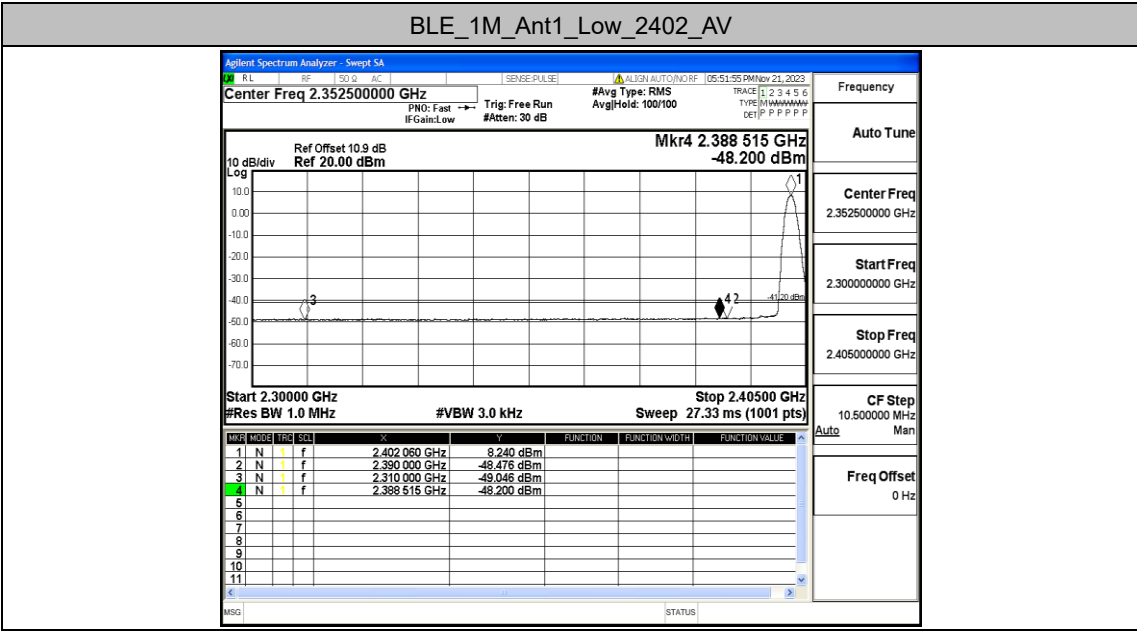 BLE_1M_Ant1_Low_2402_AV
Agilent Spectrum Analyzer - Swept SA
LXI RL RF 50 Ω AC SENSE:PULSE ALIGN AUTO/NO RF 05:51:55 PM Nov 21, 2023
Center Freq 2.352500000 GHz #Avg Type: RMS TRACE 1 2 3 4 5 6
PNO: Fast Trig: Free Run Avg|Hold: 100/100 TYPE MWWWWW
IFGain:Low #Atten: 30 dB DET P P P P P P
Ref Offset 10.9 dB Mkr4 2.388 515 GHz
10 dB/div Ref 20.00 dBm -48.200 dBm
Log
1
10.0
0.00
-10.0
-20.0
-30.0
-40.0 3 4 2 -41.20 dBm
-50.0
-60.0
-70.0
Start 2.30000 GHz Stop 2.40500 GHz
#Res BW 1.0 MHz #VBW 3.0 kHz Sweep 27.33 ms (1001 pts)
MKR MODE TRC SCL X Y FUNCTION FUNCTION WIDTH FUNCTION VALUE
1 N 1 f 2.402 060 GHz 8.240 dBm
2 N 1 f 2.390 000 GHz -48.476 dBm
3 N 1 f 2.310 000 GHz -49.046 dBm
4 N 1 f 2.388 515 GHz -48.200 dBm
5
6
7
8
9
10
11
MSG STATUS
Frequency
Auto Tune
Center Freq
2.352500000 GHz
Start Freq
2.300000000 GHz
Stop Freq
2.405000000 GHz
CF Step
10.500000 MHz
Auto Man
Freq Offset
0 Hz